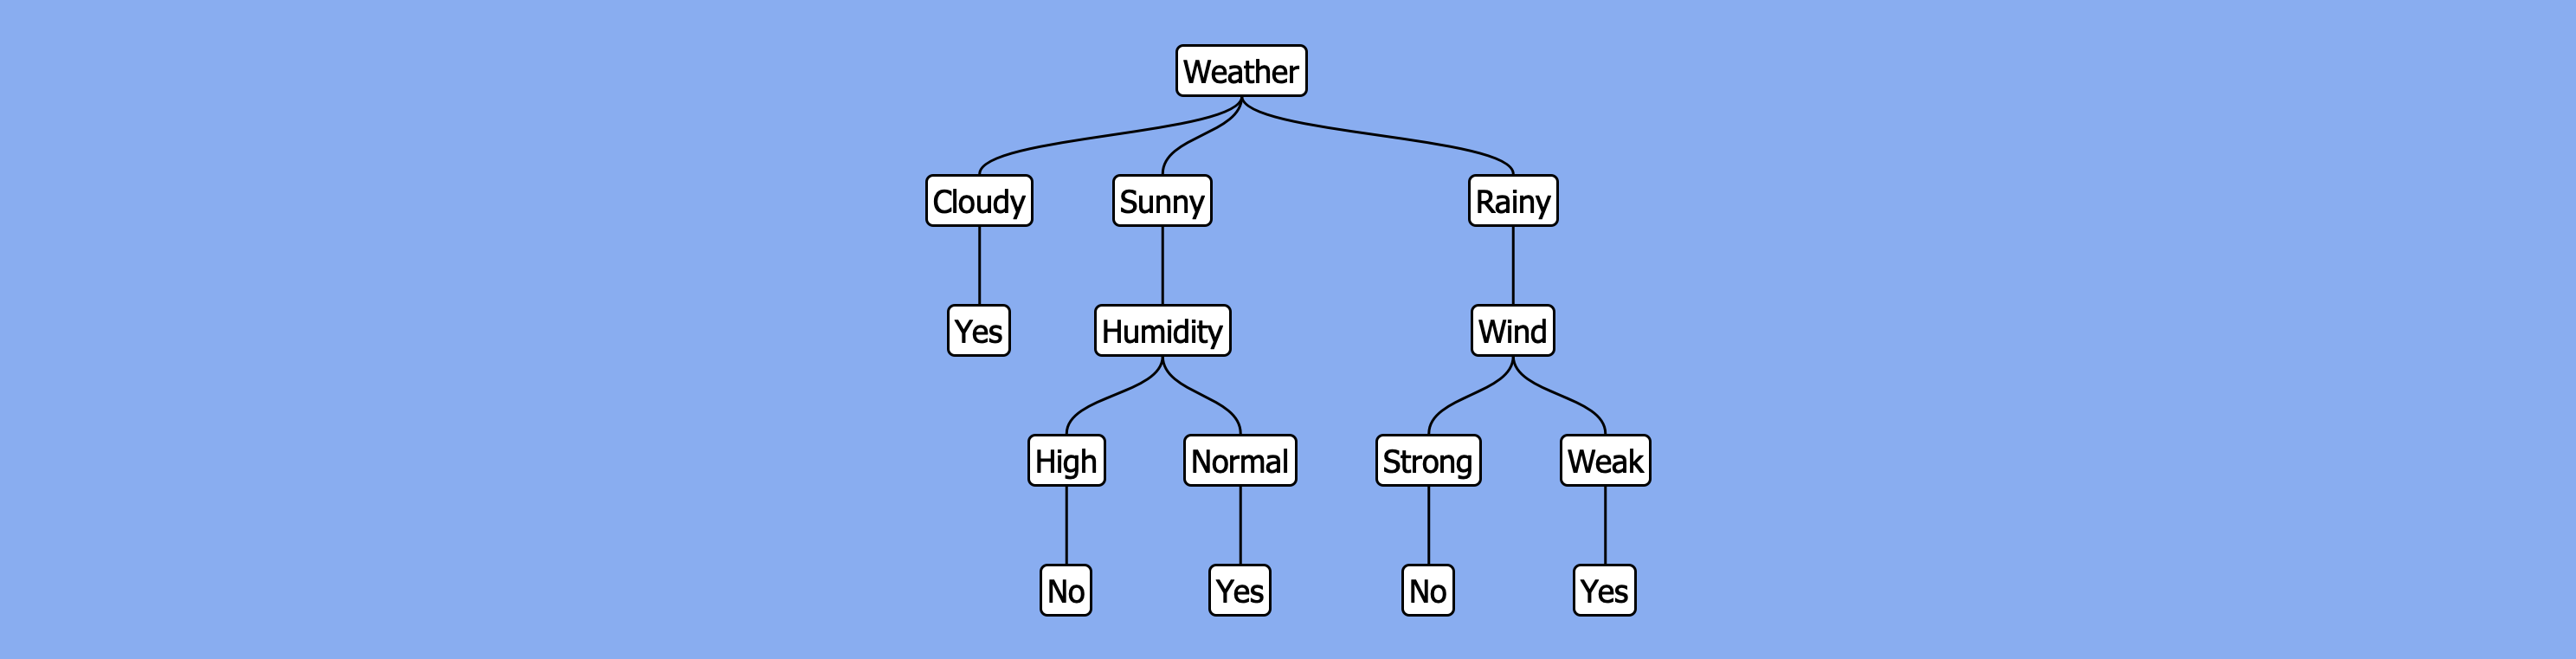 Weather
Cloudy
Sunny
Rainy
Yes
Humidity
Wind
High
Normal
Strong
Weak
No
Yes
No
Yes